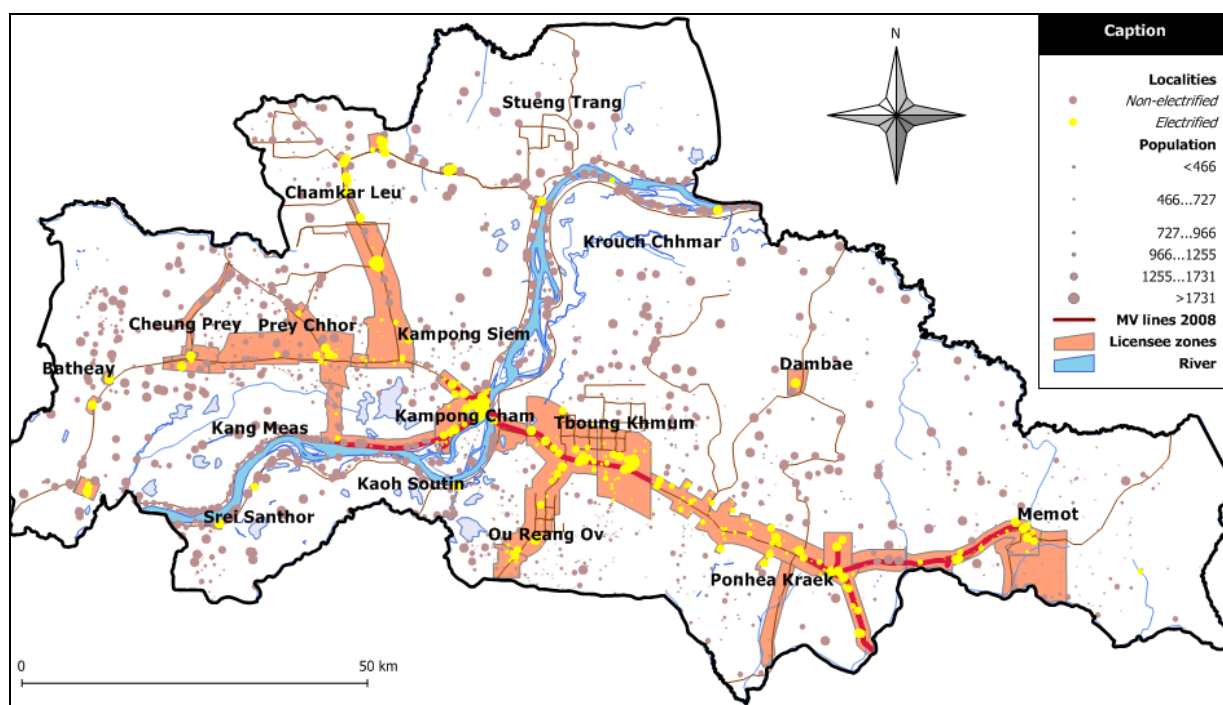 Caption
N
Localities
Non-electrified
Electrified
Population
<466
466...727
727...966
966...1255
1255...1731
>1731
MV lines 2008
Licensee zones
River
Stueng Trang
Chamkar Leu
Krouch Chhmar
Cheung Prey
Prey Chhor
Kampong Siem
Batheay
Dambae
Kampong Cham
Tboung Khmum
Kang Meas
Kaoh Soutin
Srei Santhor
Memot
Ou Reang Ov
Ponhea Kraek
0
50 km